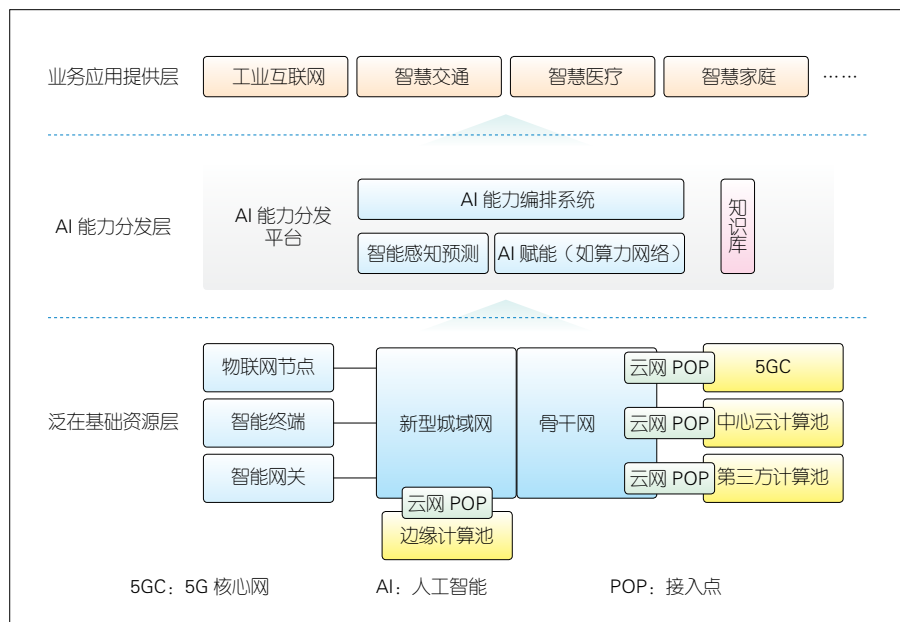 业务应用提供层
工业互联网
智慧交通
智慧医疗
智慧家庭
……
AI 能力分发层
AI 能力分发
平台
AI 能力编排系统
智能感知预测
AI 赋能（如算力网络）
知
识
库
泛在基础资源层
物联网节点
智能终端
智能网关
新型城域网
骨干网
云网 POP
5GC
云网 POP
中心云计算池
云网 POP
第三方计算池
云网 POP
边缘计算池
5GC：5G 核心网
AI：人工智能
POP：接入点